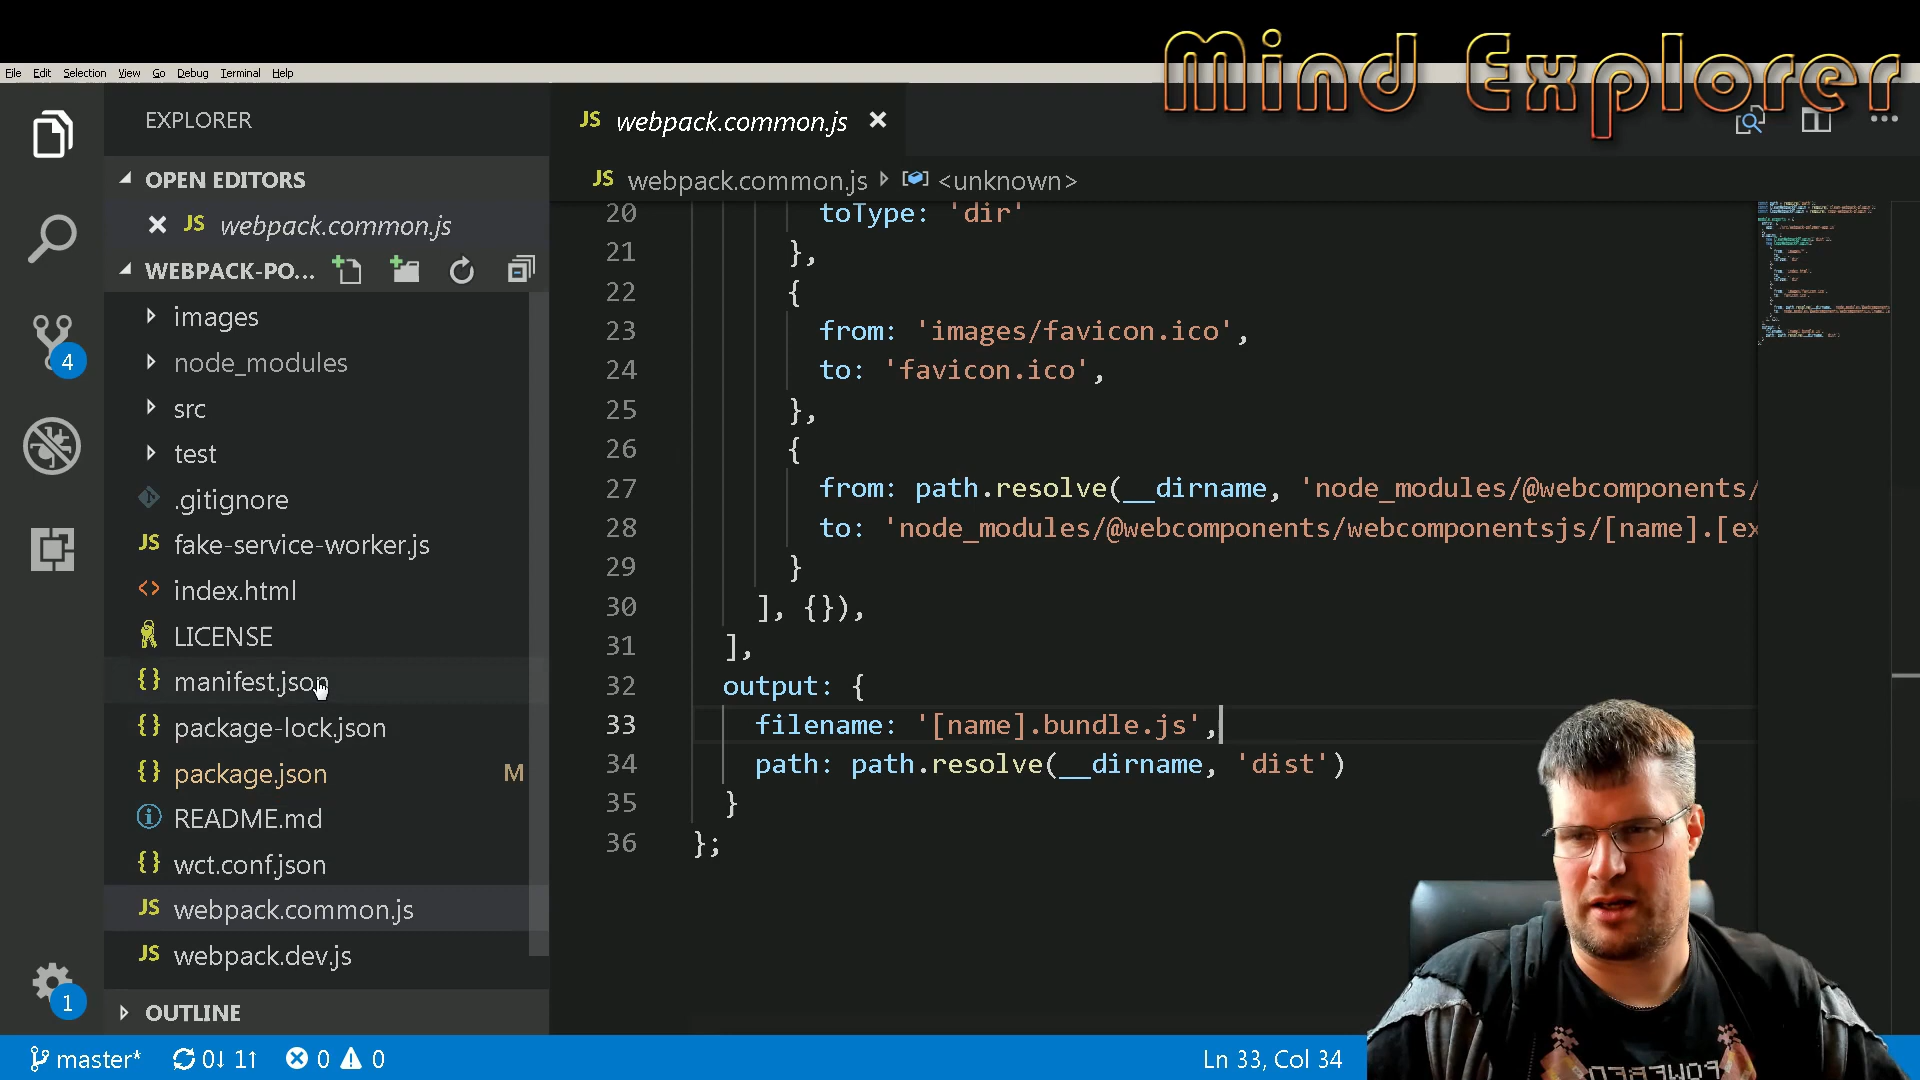 Mind Explorer
File Edit Selection View Go Debug Terminal Help
EXPLORER
OPEN EDITORS
JS webpack.common.js
WEBPACK-PO...
images
node_modules
src
test
.gitignore
JS fake-service-worker.js
index.html
LICENSE
{} manifest.json
{} package-lock.json
{} package.json M
README.md
{} wct.conf.json
JS webpack.common.js
JS webpack.dev.js
OUTLINE
4
1
JS webpack.common.js
JS webpack.common.js <unknown>
20 toType: 'dir'
21 },
22 {
23 from: 'images/favicon.ico',
24 to: 'favicon.ico',
25 },
26 {
27 from: path.resolve(__dirname, 'node_modules/@webcomponents/
28 to: 'node_modules/@webcomponents/webcomponentsjs/[name].[ex
29 }
30 ], {}),
31 ],
32 output: {
33 filename: '[name].bundle.js',
34 path: path.resolve(__dirname, 'dist')
35 }
36 };
master* 0↓ 1↑ 0 0
Ln 33, Col 34
POWERED